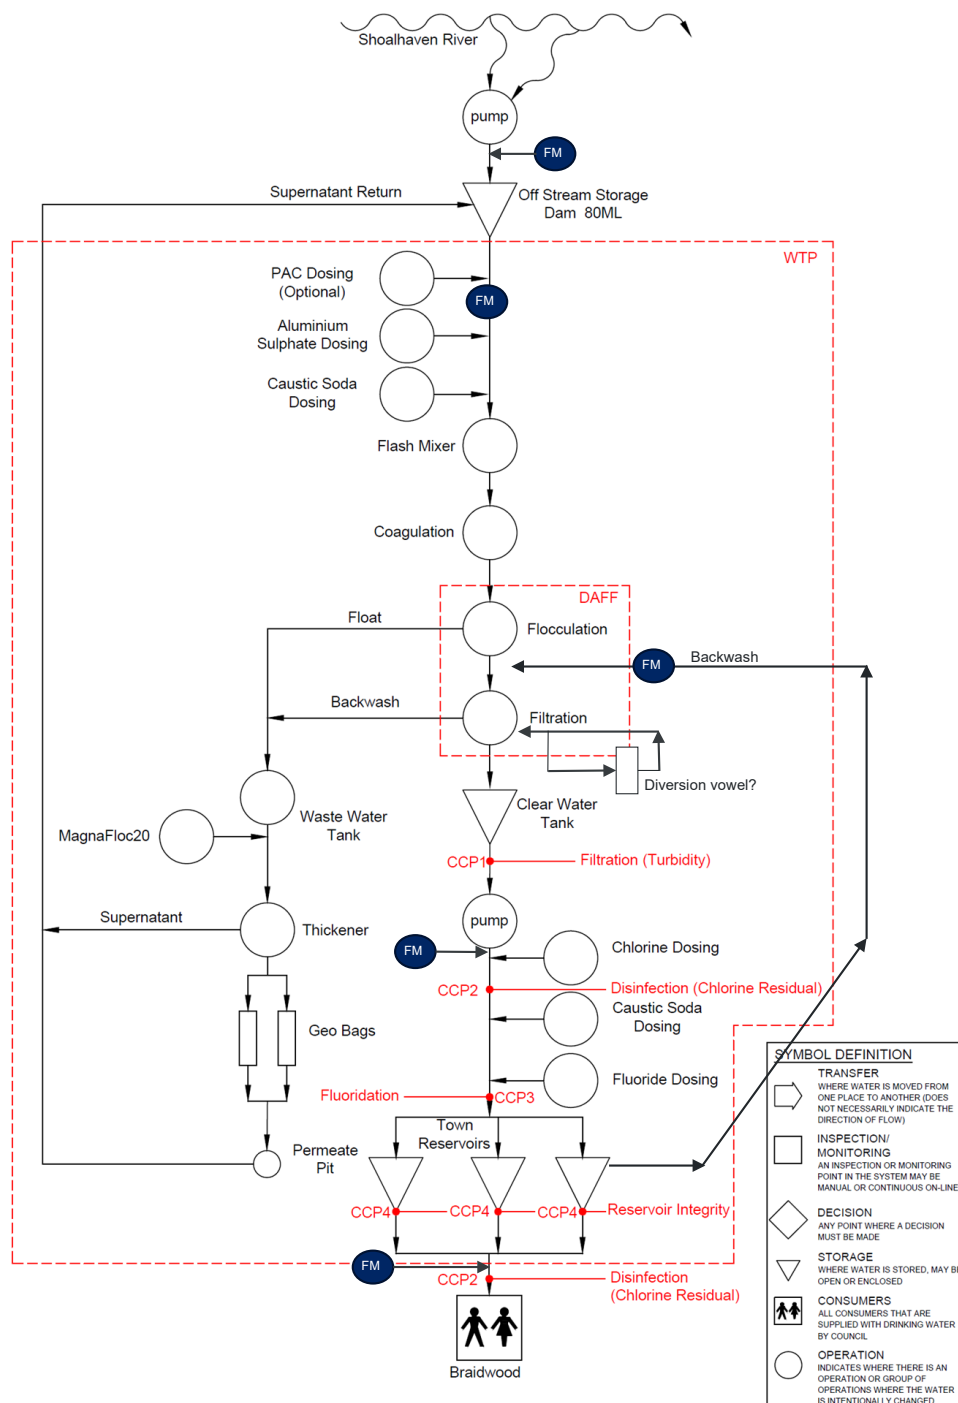 Shoalhaven River
pump
FM
Supernatant Return
Off Stream Storage
Dam 80ML
WTP
PAC Dosing
(Optional)
FM
Aluminium
Sulphate Dosing
Caustic Soda
Dosing
Flash Mixer
Coagulation
DAFF
Float
Flocculation
FM
Backwash
Backwash
Filtration
Diversion vowel?
Clear Water
Tank
Waste Water
Tank
MagnaFloc20
CCP1
Filtration (Turbidity)
Supernatant
Thickener
pump
FM
Chlorine Dosing
CCP2
Disinfection (Chlorine Residual)
Caustic Soda
Dosing
Geo Bags
Fluoride Dosing
Fluoridation
CCP3
Town
Reservoirs
Permeate
Pit
CCP4
CCP4
CCP4
Reservoir Integrity
FM
CCP2
Disinfection
(Chlorine Residual)
Braidwood
SYMBOL DEFINITION
TRANSFER
WHERE WATER IS MOVED FROM
ONE PLACE TO ANOTHER (DOES
NOT NECESSARILY INDICATE THE
DIRECTION OF FLOW)
INSPECTION/
MONITORING
AN INSPECTION OR MONITORING
POINT IN THE SYSTEM MAY BE
MANUAL OR CONTINUOUS ON-LINE
DECISION
ANY POINT WHERE A DECISION
MUST BE MADE
STORAGE
WHERE WATER IS STORED, MAY BE
OPEN OR ENCLOSED
CONSUMERS
ALL CONSUMERS THAT ARE
SUPPLIED WITH DRINKING WATER
BY COUNCIL
OPERATION
INDICATES WHERE THERE IS AN
OPERATION OR GROUP OF
OPERATIONS WHERE THE WATER
IS INTENTIONALLY CHANGED